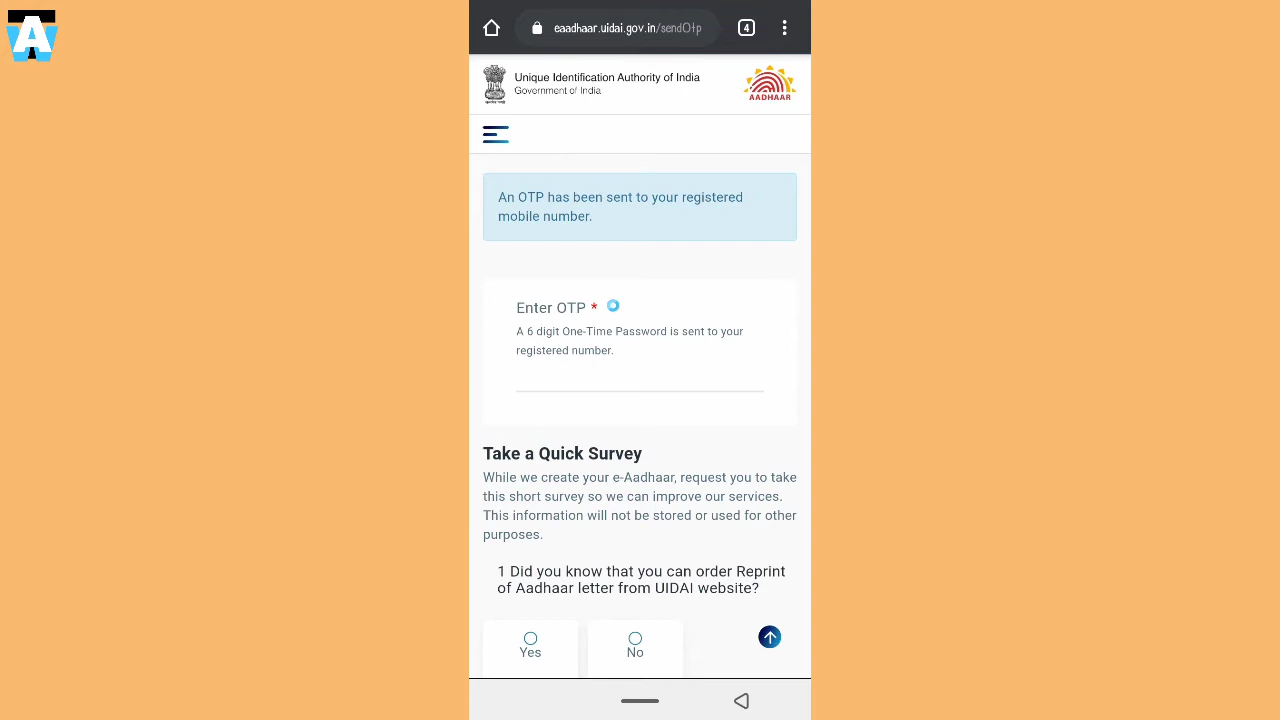 A
eaadhaar.uidai.gov.in/sendOtp
4
Unique Identification Authority of India
Government of India
AADHAAR
An OTP has been sent to your registered
mobile number.
Enter OTP *
A 6 digit One-Time Password is sent to your
registered number.
Take a Quick Survey
While we create your e-Aadhaar, request you to take
this short survey so we can improve our services.
This information will not be stored or used for other
purposes.
1 Did you know that you can order Reprint
of Aadhaar letter from UIDAI website?
Yes
No